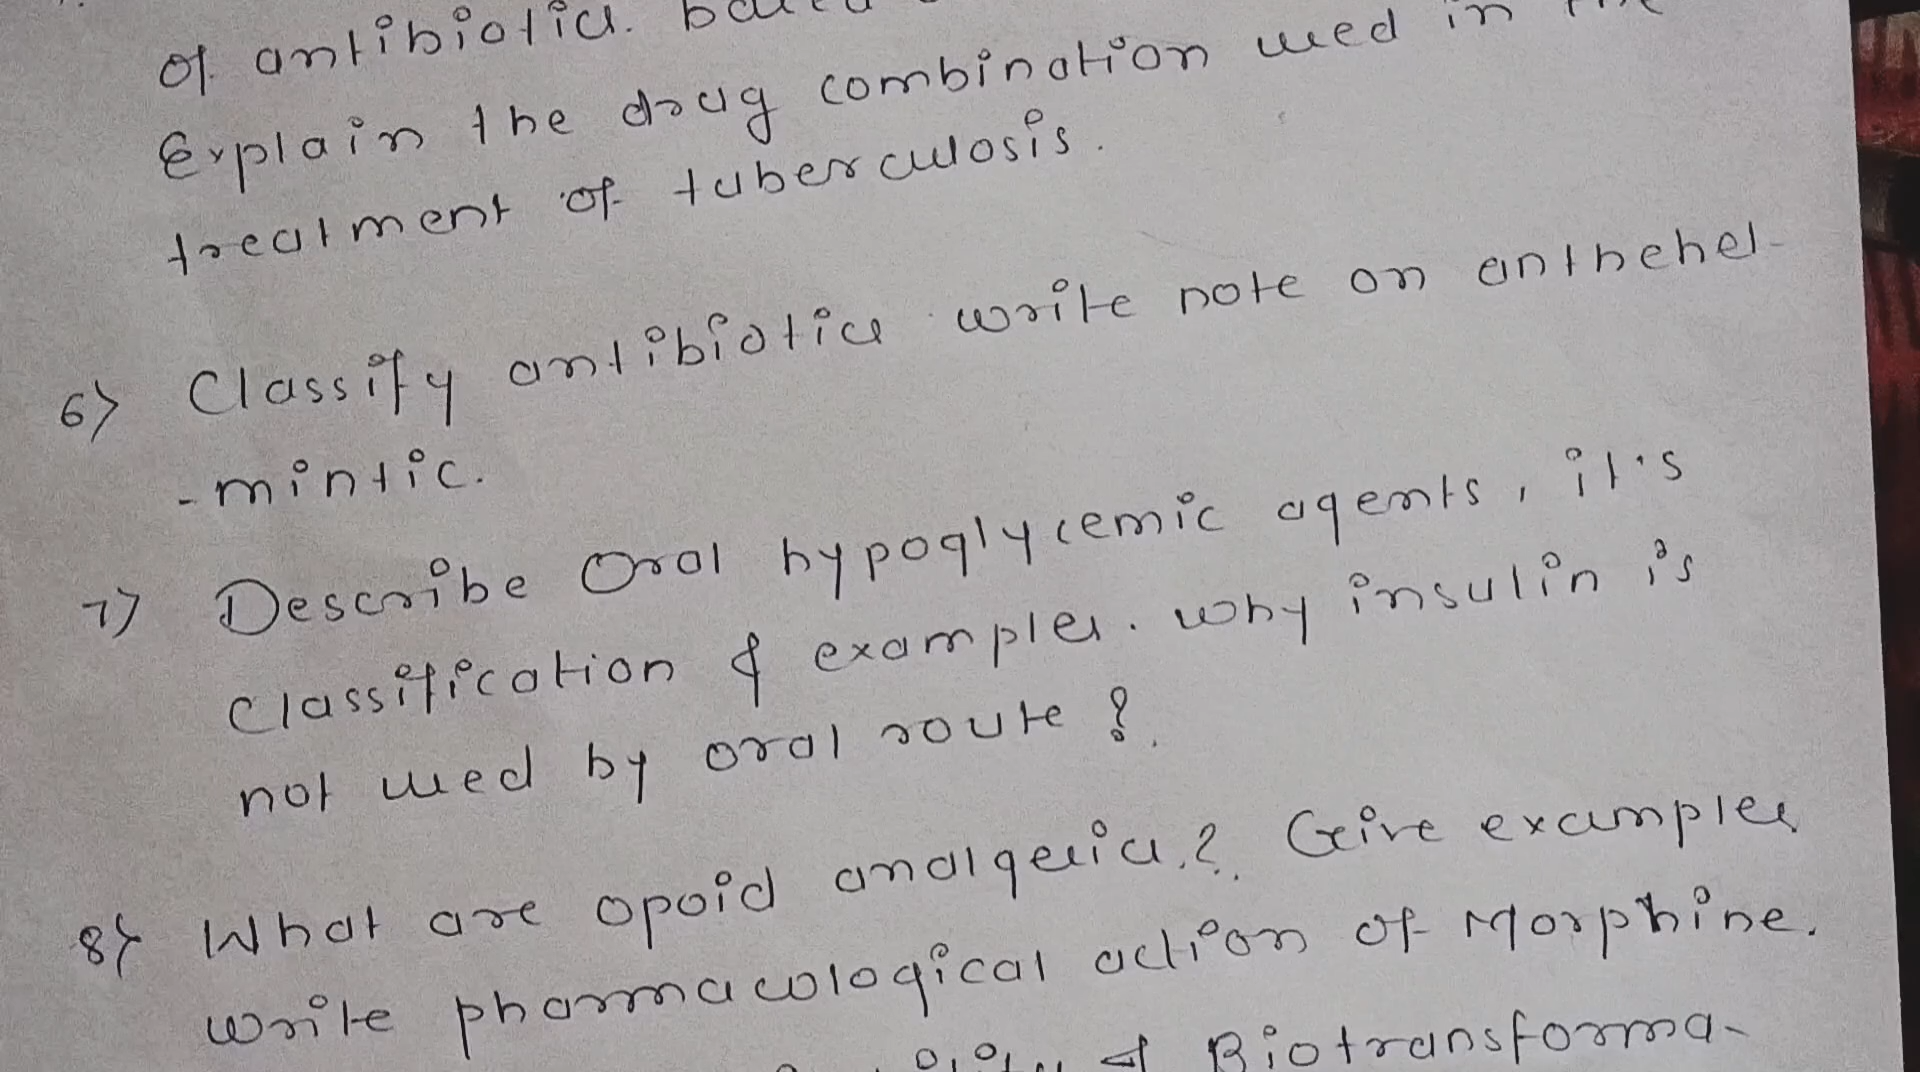 of antibiotics.
Explain the drug combination used in the
treatment of tuberculosis.
6) Classify antibiotics write note on anthehel-
-mintic.
7) Describe Oral hypoglycemic agents, it's
classification & examples. why insulin is
not used by oral route ?
8) What are opoid analgesics ? Geive examples
write pharmacological action of Morphine.
& Biotransforma-